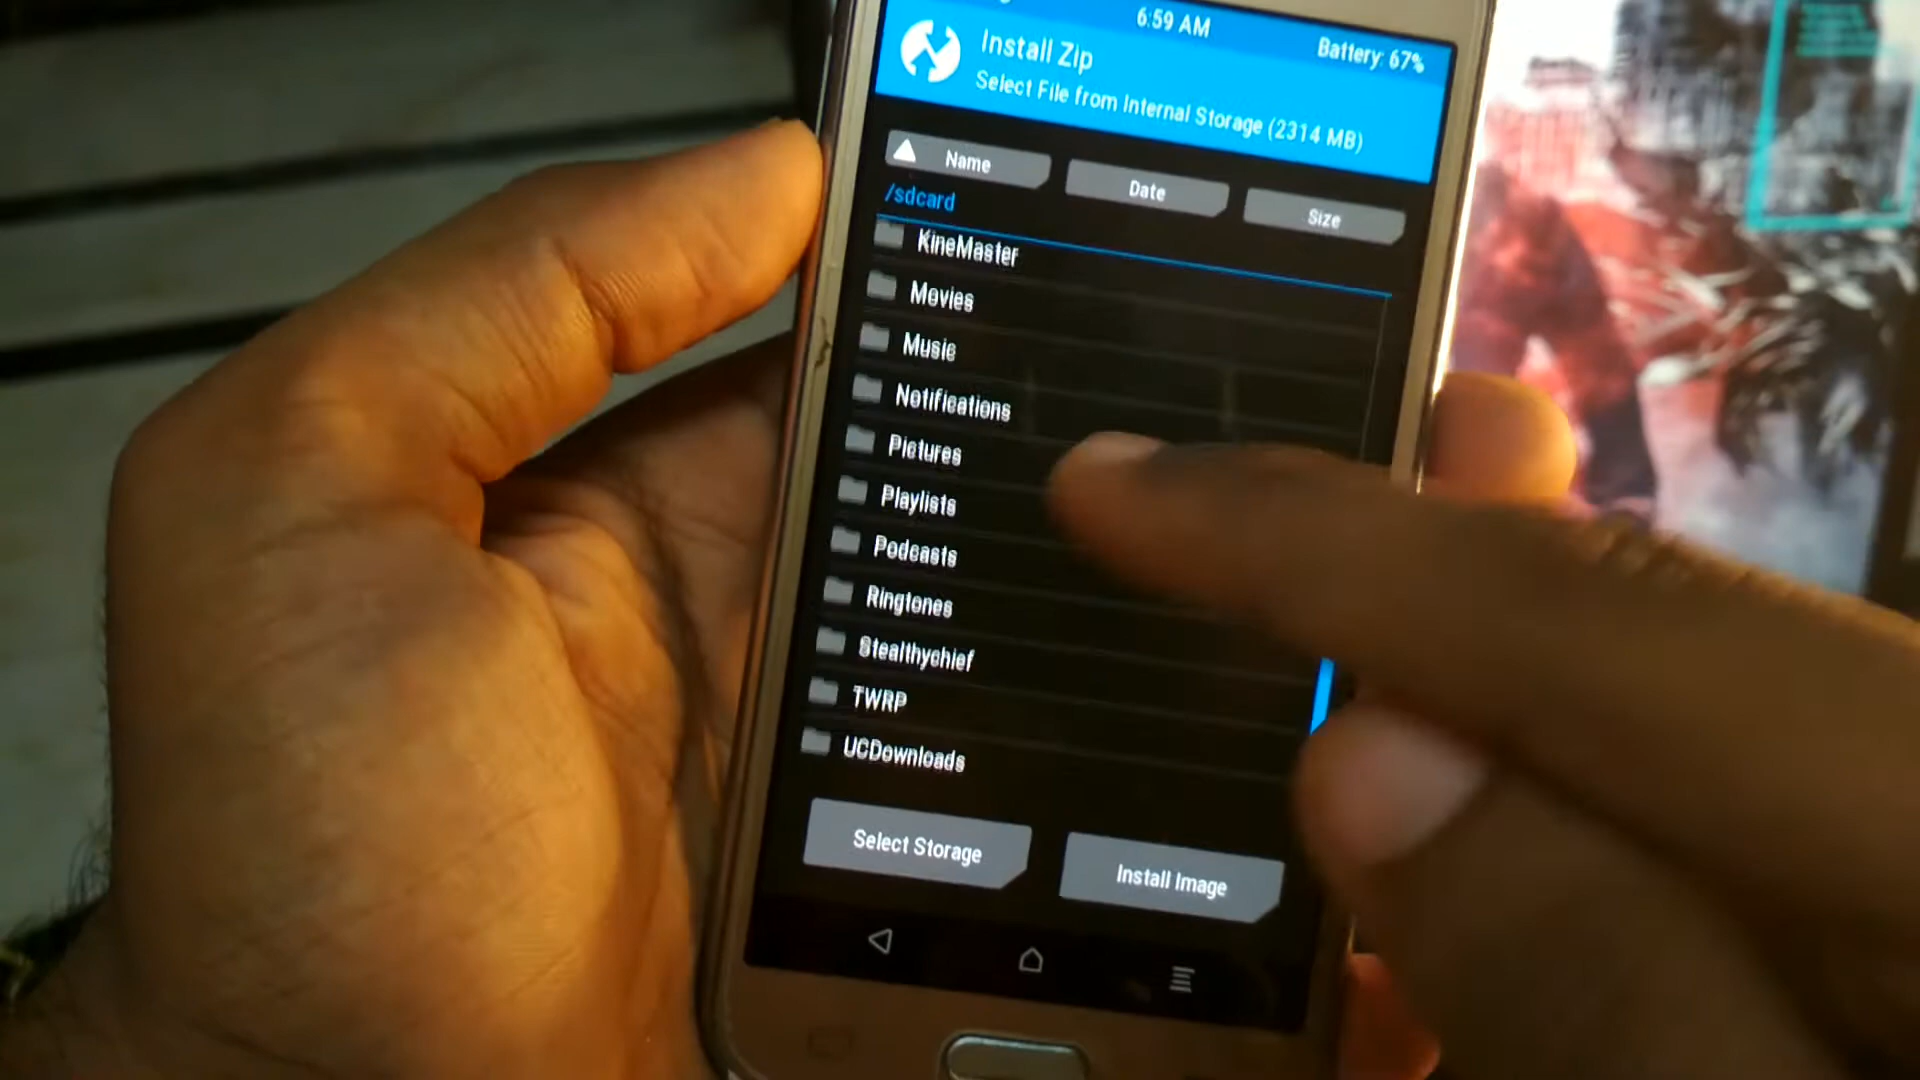 6:59 AM
Battery: 67%
Install Zip
Select File from Internal Storage (2314 MB)
Name
Date
Size
/sdcard
KineMaster
Movies
Music
Notifications
Pictures
Playlists
Podcasts
Ringtones
Stealthychief
TWRP
UCDownloads
Select Storage
Install Image